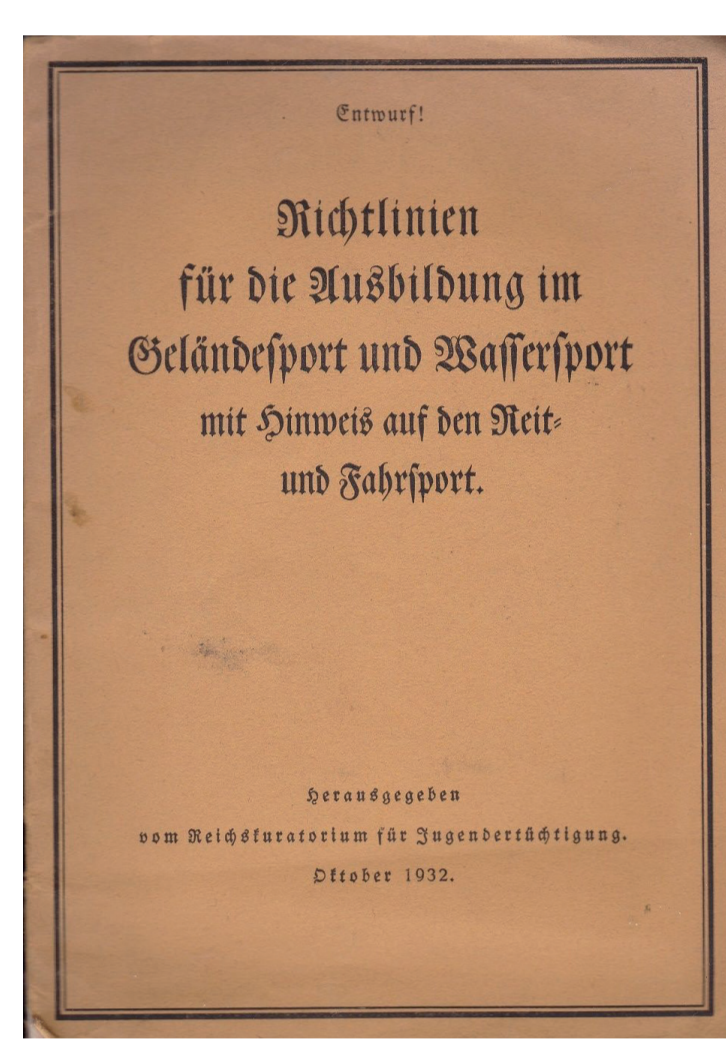 Entwurf!
Richtlinien
für die Ausbildung im
Geländesport und Wassersport
mit Hinweis auf den Reit-
und Fahrsport.
Herausgegeben
vom Reichskuratorium für Jugendertüchtigung.
Oktober 1932.